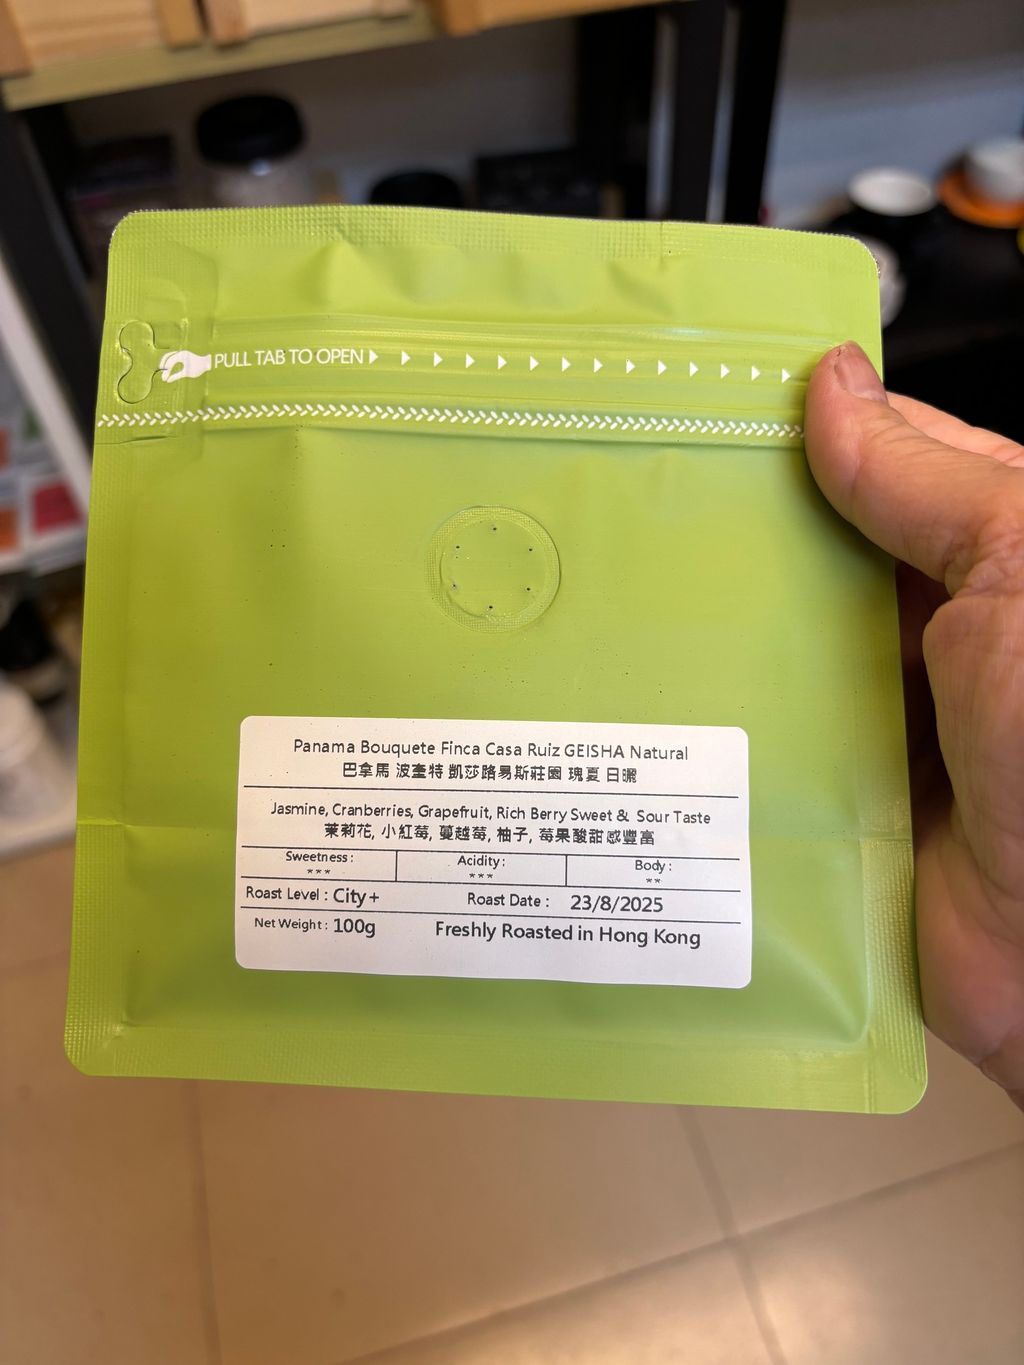 PULL TAB TO OPEN
Panama Bouquete Finca Casa Ruiz GEISHA Natural
巴拿馬 波奎特 凱莎路易斯莊園 瑰夏 日曬
Jasmine, Cranberries, Grapefruit, Rich Berry Sweet & Sour Taste
茉莉花, 小紅莓, 蔓越莓, 柚子, 莓果酸甜感豐富
Sweetness : Acidity : Body :
*** *** **
Roast Level : City+ Roast Date : 23/8/2025
Net Weight : 100g Freshly Roasted in Hong Kong